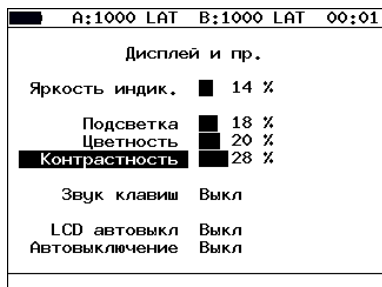 A:1000 LAT B:1000 LAT 00:01
Дисплей и пр.
Яркость индик. 14 %
Подсветка 18 %
Цветность 20 %
Контрастность 28 %
Звук клавиш Выкл
LCD автовыкл Выкл
Автовыключение Выкл